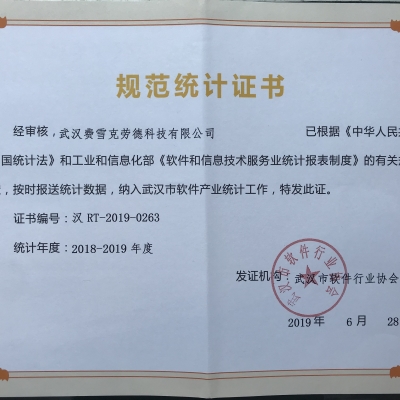 规范统计证书
经审核，武汉费雪克劳德科技有限公司 已根据《中华人民
国统计法》和工业和信息化部《软件和信息技术服务业统计报表制度》的有关
，按时报送统计数据，纳入武汉市软件产业统计工作，特发此证。
证书编号：汉 RT-2019-0263
统计年度：2018-2019 年度
发证机构：武汉市软件行业协会
2019 年 6 月 28
武汉市软件行业协会